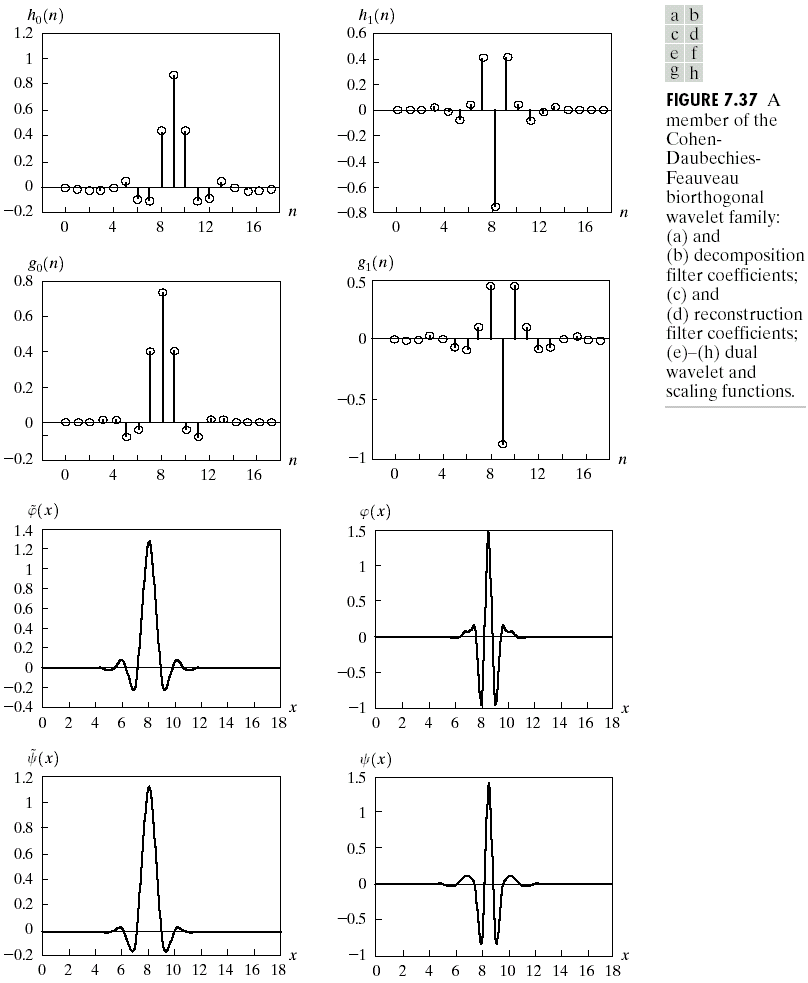 h₀(n)
1.2
1
0.8
0.6
0.4
0.2
0
−0.2
0 4 8 12 16 n
h₁(n)
0.6
0.4
0.2
0
−0.2
−0.4
−0.6
−0.8
0 4 8 12 16 n
g₀(n)
0.8
0.6
0.4
0.2
0
−0.2
0 4 8 12 16 n
g₁(n)
0.5
0
−0.5
−1
0 4 8 12 16 n
φ̃(x)
1.4
1.2
1
0.8
0.6
0.4
0.2
0
−0.2
−0.4
0 2 4 6 8 10 12 14 16 18 x
φ(x)
1.5
1
0.5
0
−0.5
−1
0 2 4 6 8 10 12 14 16 18 x
ψ̃(x)
1.2
1
0.8
0.6
0.4
0.2
0
−0.2
0 2 4 6 8 10 12 14 16 18 x
ψ(x)
1.5
1
0.5
0
−0.5
−1
0 2 4 6 8 10 12 14 16 18 x
a b
c d
e f
g h
FIGURE 7.37 A
member of the
Cohen-
Daubechies-
Feauveau
biorthogonal
wavelet family:
(a) and
(b) decomposition
filter coefficients;
(c) and
(d) reconstruction
filter coefficients;
(e)–(h) dual
wavelet and
scaling functions.